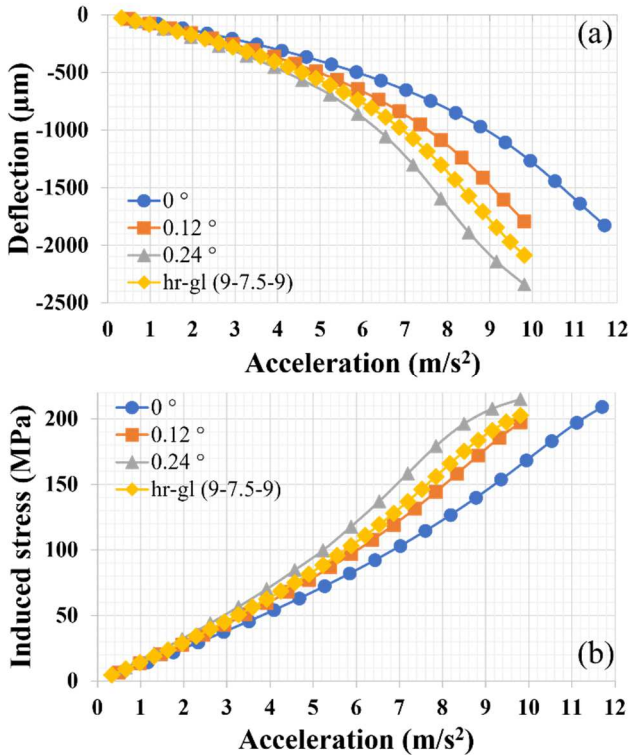 0
-500
-1000
-1500
-2000
-2500
Deflection (μm)
(a)
0 °
0.12 °
0.24 °
hr-gl (9-7.5-9)
0 1 2 3 4 5 6 7 8 9 10 11 12
Acceleration (m/s²)
200
150
100
50
0
Induced stress (MPa)
0 °
0.12 °
0.24 °
hr-gl (9-7.5-9)
(b)
0 1 2 3 4 5 6 7 8 9 10 11 12
Acceleration (m/s²)